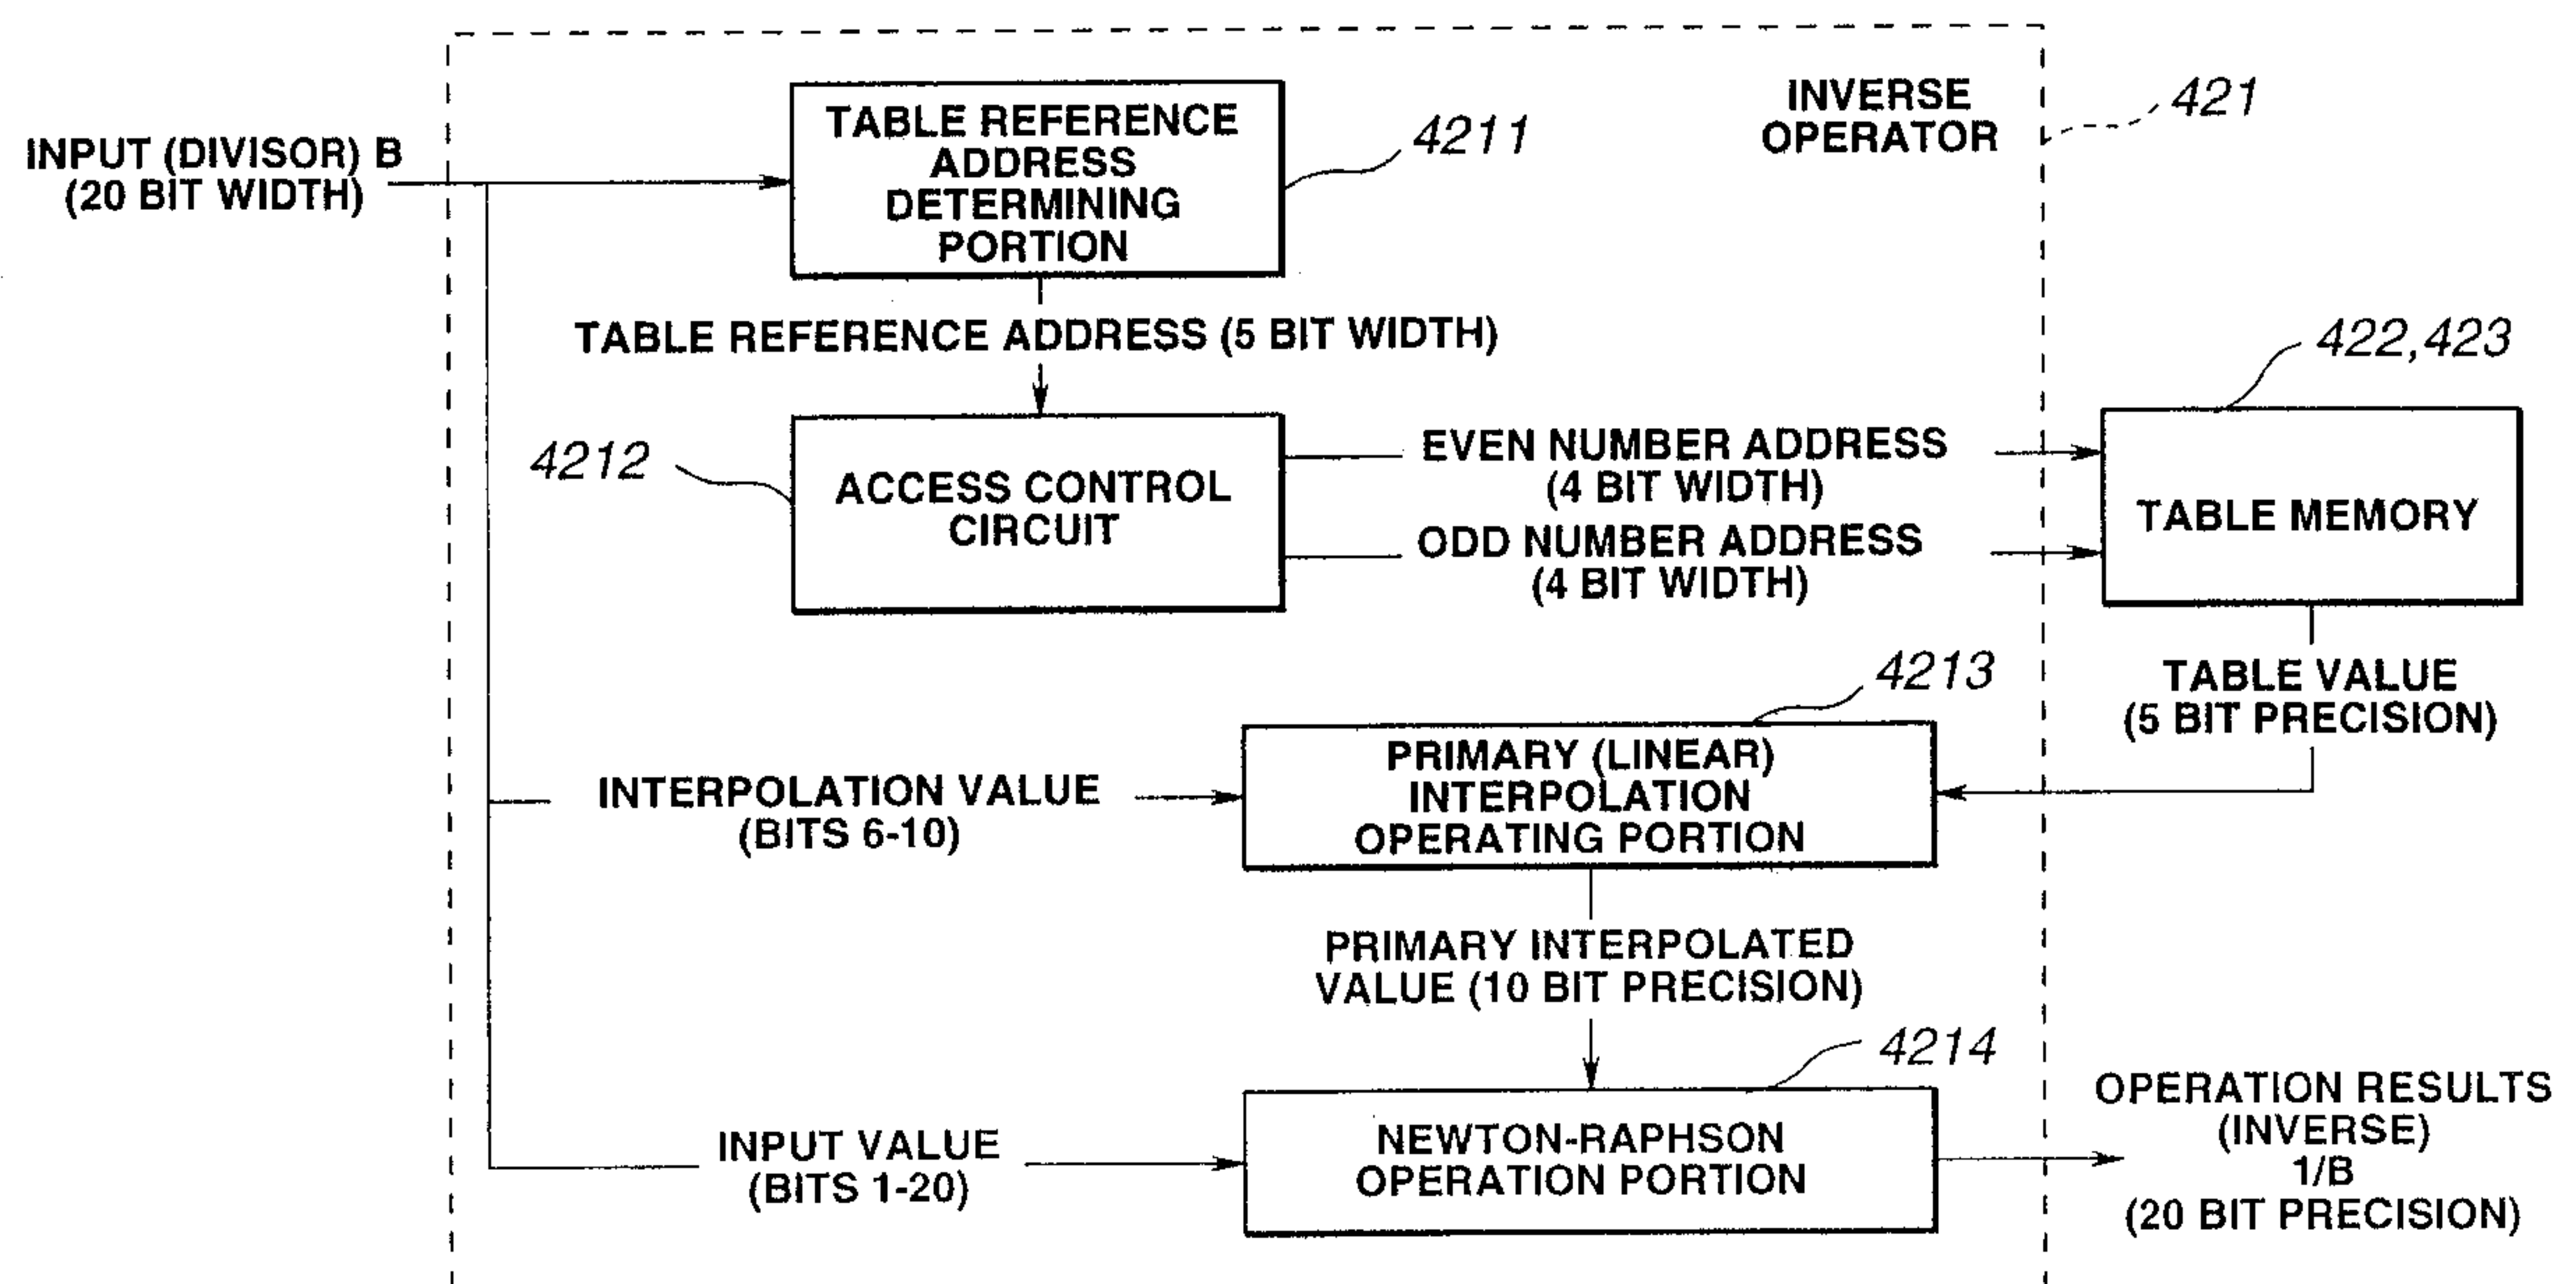 INPUT (DIVISOR) B
(20 BIT WIDTH)
TABLE REFERENCE
ADDRESS
DETERMINING
PORTION
4211
INVERSE
OPERATOR
421
TABLE REFERENCE ADDRESS (5 BIT WIDTH)
4212
ACCESS CONTROL
CIRCUIT
EVEN NUMBER ADDRESS
(4 BIT WIDTH)
ODD NUMBER ADDRESS
(4 BIT WIDTH)
422,423
TABLE MEMORY
TABLE VALUE
(5 BIT PRECISION)
INTERPOLATION VALUE
(BITS 6-10)
4213
PRIMARY (LINEAR)
INTERPOLATION
OPERATING PORTION
PRIMARY INTERPOLATED
VALUE (10 BIT PRECISION)
INPUT VALUE
(BITS 1-20)
4214
NEWTON-RAPHSON
OPERATION PORTION
OPERATION RESULTS
(INVERSE)
1/B
(20 BIT PRECISION)